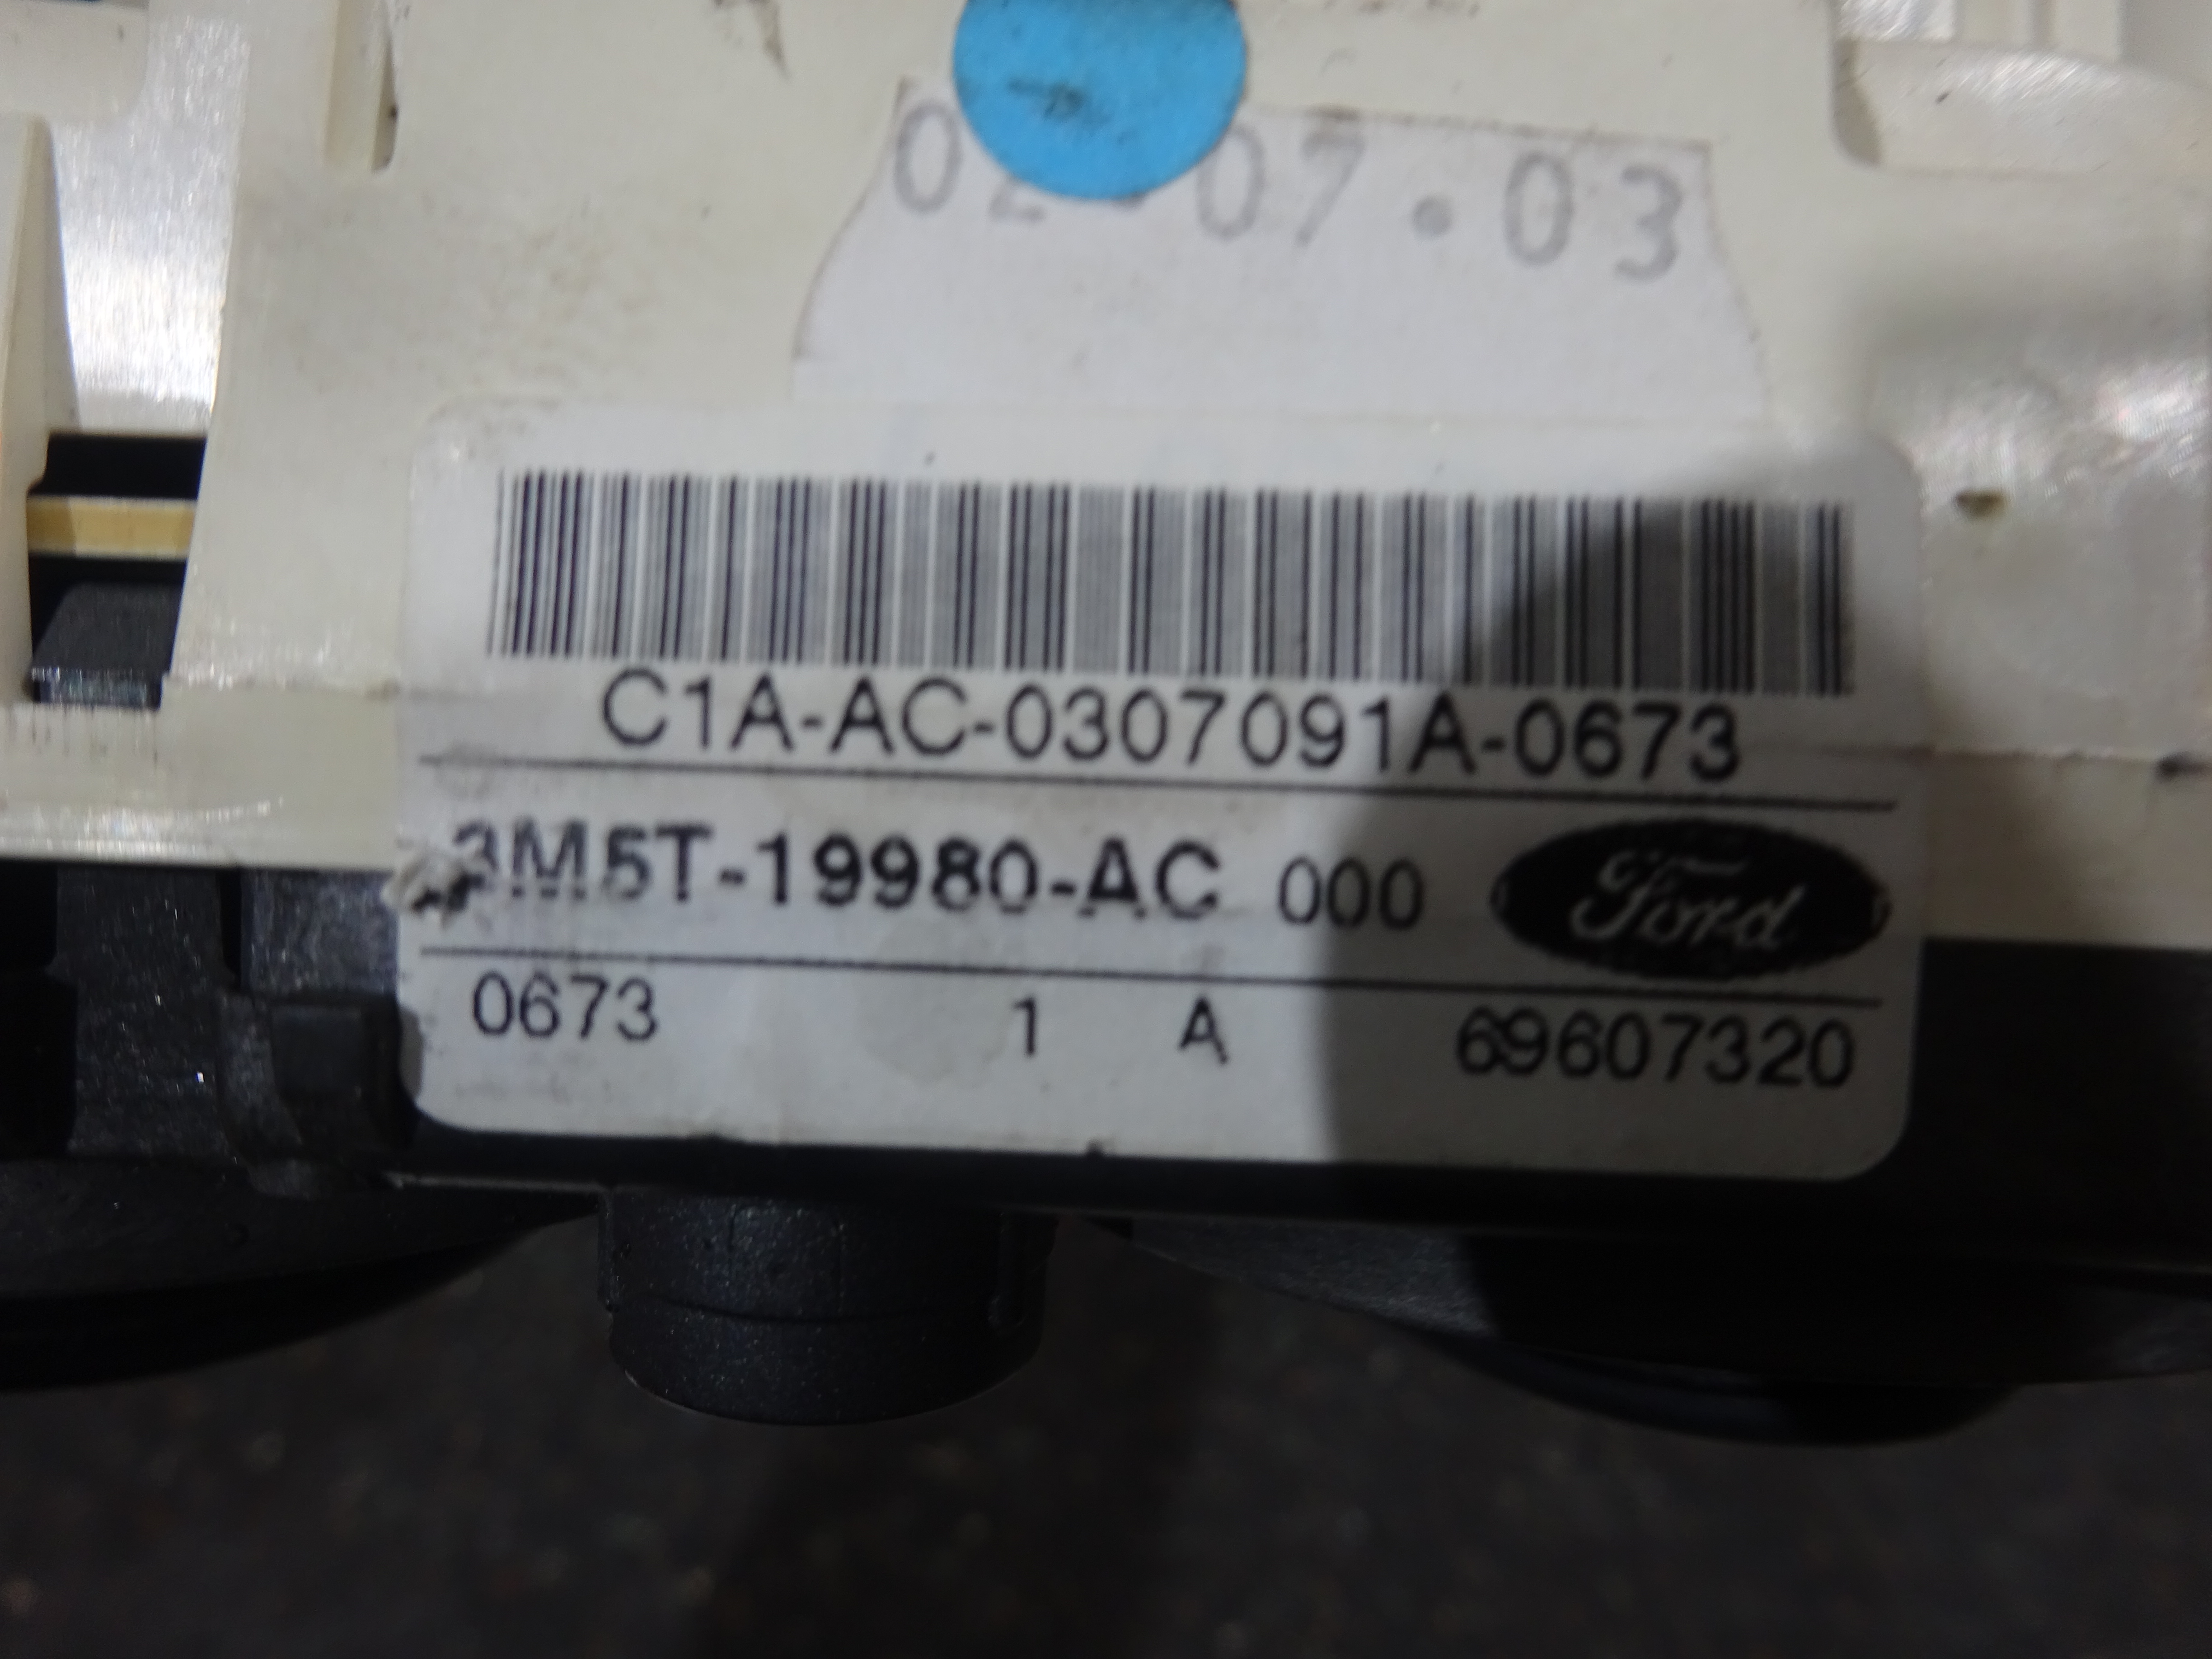 02.07.03
C1A-AC-0307091A-0673
3M5T-19980-AC 000 Ford
0673 1 A 69607320